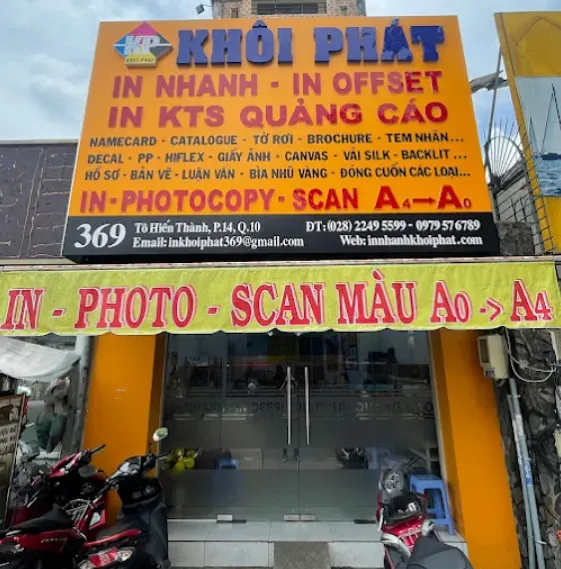 KHÔI PHÁT
KHÔI PHÁT
IN NHANH - IN OFFSET
IN KTS QUẢNG CÁO
NAMECARD - CATALOGUE - TỜ RƠI - BROCHURE - TEM NHÃN...
DECAL - PP - HIFLEX - GIẤY ẢNH - CANVAS - VẢI SILK - BACKLIT...
HỒ SƠ - BẢN VẼ - LUẬN VĂN - BÌA NHŨ VÀNG - ĐÓNG CUỐN CÁC LOẠI...
IN - PHOTOCOPY - SCAN A4→A0
369 Tô Hiến Thành, P.14, Q.10 ĐT: (028) 2249 5599 - 0979 576789
Email: inkhoiphat369@gmail.com Web: innhanhkhoiphat.com
IN - PHOTO - SCAN MÀU A0 -> A4